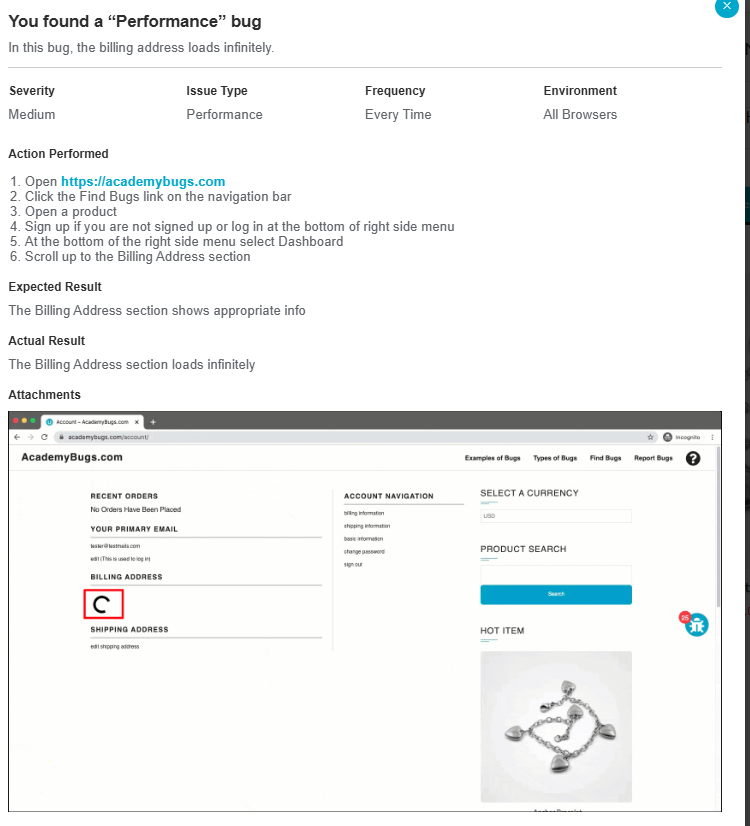 You found a “Performance” bug
In this bug, the billing address loads infinitely.
Severity Issue Type Frequency Environment
Medium Performance Every Time All Browsers
Action Performed
1. Open https://academybugs.com
2. Click the Find Bugs link on the navigation bar
3. Open a product
4. Sign up if you are not signed up or log in at the bottom of right side menu
5. At the bottom of the right side menu select Dashboard
6. Scroll up to the Billing Address section
Expected Result
The Billing Address section shows appropriate info
Actual Result
The Billing Address section loads infinitely
Attachments
Account – AcademyBugs.com
academybugs.com/account/ Incognito
AcademyBugs.com Examples of Bugs Types of Bugs Find Bugs Report Bugs ?
RECENT ORDERS
No Orders Have Been Placed
YOUR PRIMARY EMAIL
tester@testmails.com
edit (This is used to log in)
BILLING ADDRESS
SHIPPING ADDRESS
edit shipping address
ACCOUNT NAVIGATION
billing information
shipping information
basic information
change password
sign out
SELECT A CURRENCY
USD
PRODUCT SEARCH
Search
25
HOT ITEM